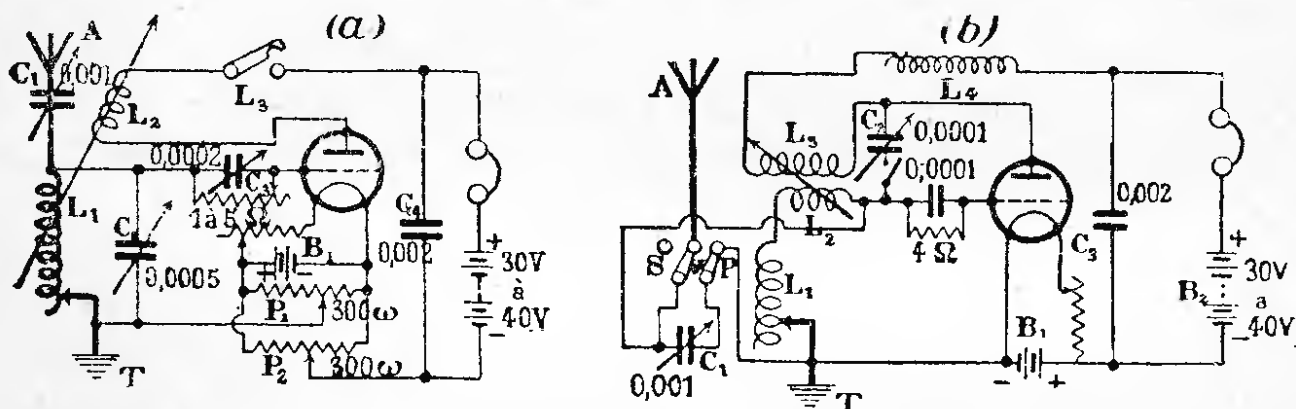 (a)
A
C₁
0,001
L₂
L₃
0,0002
C₃
L₁
1 à 5 Ω
C₂
0,0005
B₁
C₄
0,002
P₁
300ω
P₂
300ω
T
+
30V
à
40V
-
(b)
A
L₄
L₃
C₂
0,0001
0,0001
L₂
4 Ω
S
P
L₁
C₁
0,001
C₃
0,002
B₁
- +
T
+
30V
a
B₂
40V
-